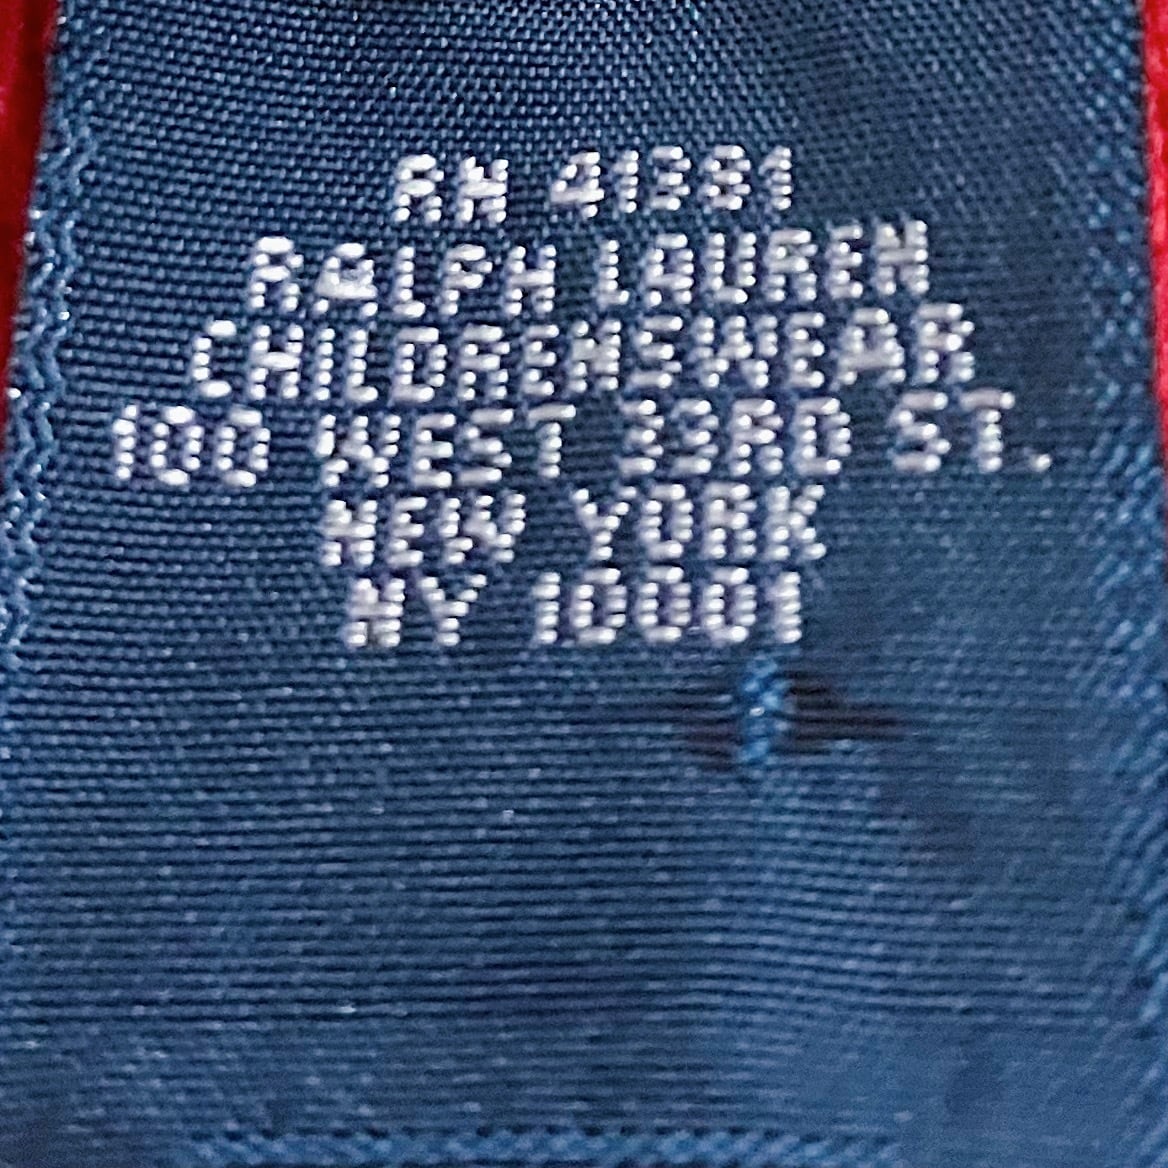 RN 41381
RALPH LAUREN
CHILDRENSWEAR
100 WEST 33RD ST.
NEW YORK
NY 10001